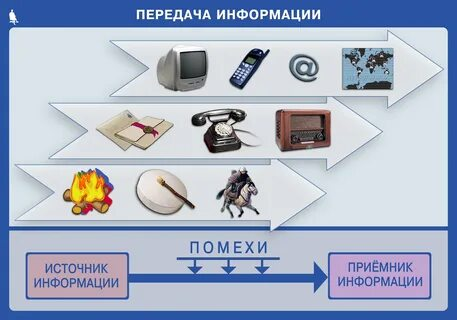 ПЕРЕДАЧА ИНФОРМАЦИИ
@
ПОМЕХИ
ИСТОЧНИК
ИНФОРМАЦИИ
ПРИЁМНИК
ИНФОРМАЦИИ